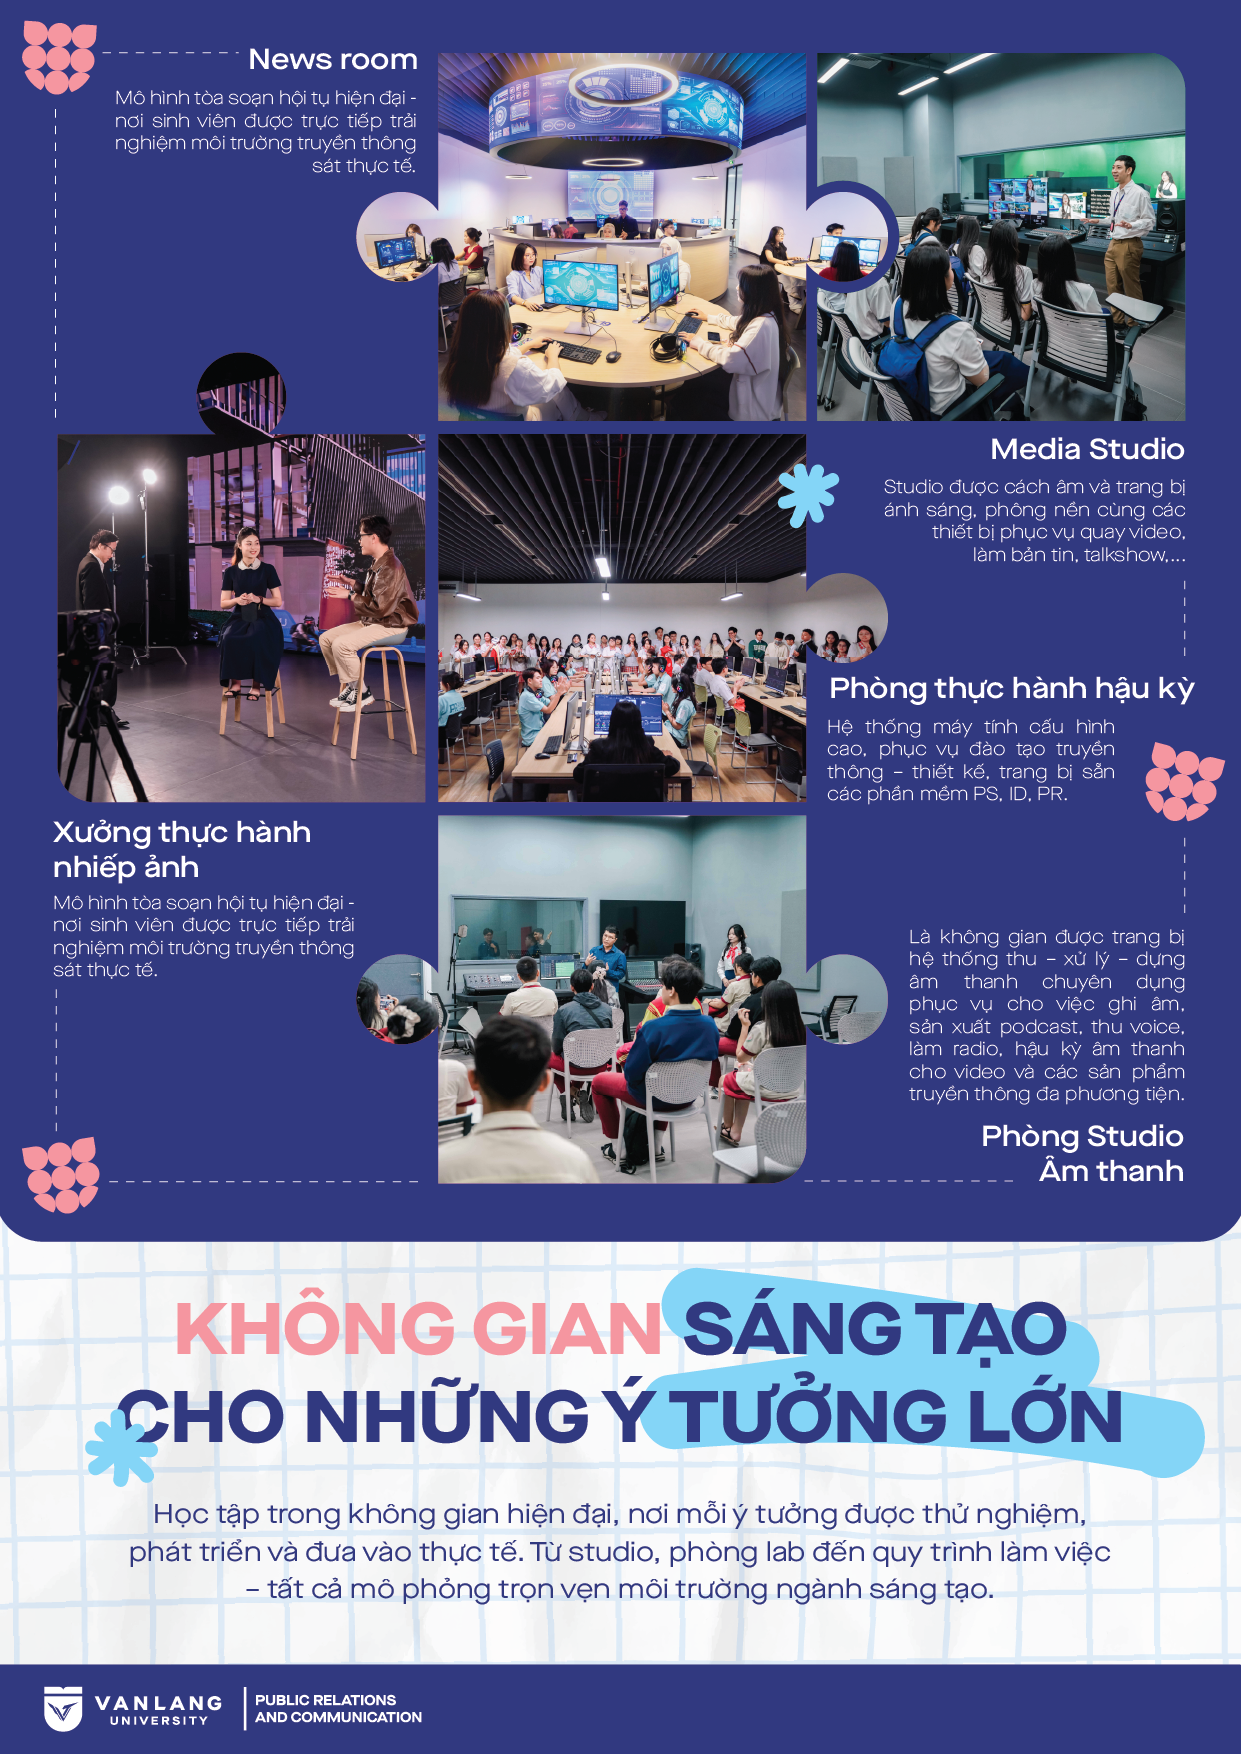 News room
Mô hình tòa soạn hội tụ hiện đại -
nơi sinh viên được trực tiếp trải
nghiệm môi trường truyền thông
sát thực tế.
Media Studio
Studio được cách âm và trang bị
ánh sáng, phông nền cùng các
thiết bị phục vụ quay video,
làm bản tin, talkshow,...
Phòng thực hành hậu kỳ
Hệ thống máy tính cấu hình
cao, phục vụ đào tạo truyền
thông – thiết kế, trang bị sẵn
các phần mềm PS, ID, PR.
Xưởng thực hành
nhiếp ảnh
Mô hình tòa soạn hội tụ hiện đại -
nơi sinh viên được trực tiếp trải
nghiệm môi trường truyền thông
sát thực tế.
Là không gian được trang bị
hệ thống thu – xử lý – dựng
âm thanh chuyên dụng
phục vụ cho việc ghi âm,
sản xuất podcast, thu voice,
làm radio, hậu kỳ âm thanh
cho video và các sản phẩm
truyền thông đa phương tiện.
Phòng Studio
Âm thanh
KHÔNG GIAN SÁNG TẠO
CHO NHỮNG Ý TƯỞNG LỚN
Học tập trong không gian hiện đại, nơi mỗi ý tưởng được thử nghiệm,
phát triển và đưa vào thực tế. Từ studio, phòng lab đến quy trình làm việc
– tất cả mô phỏng trọn vẹn môi trường ngành sáng tạo.
VANLANG
UNIVERSITY
PUBLIC RELATIONS
AND COMMUNICATION